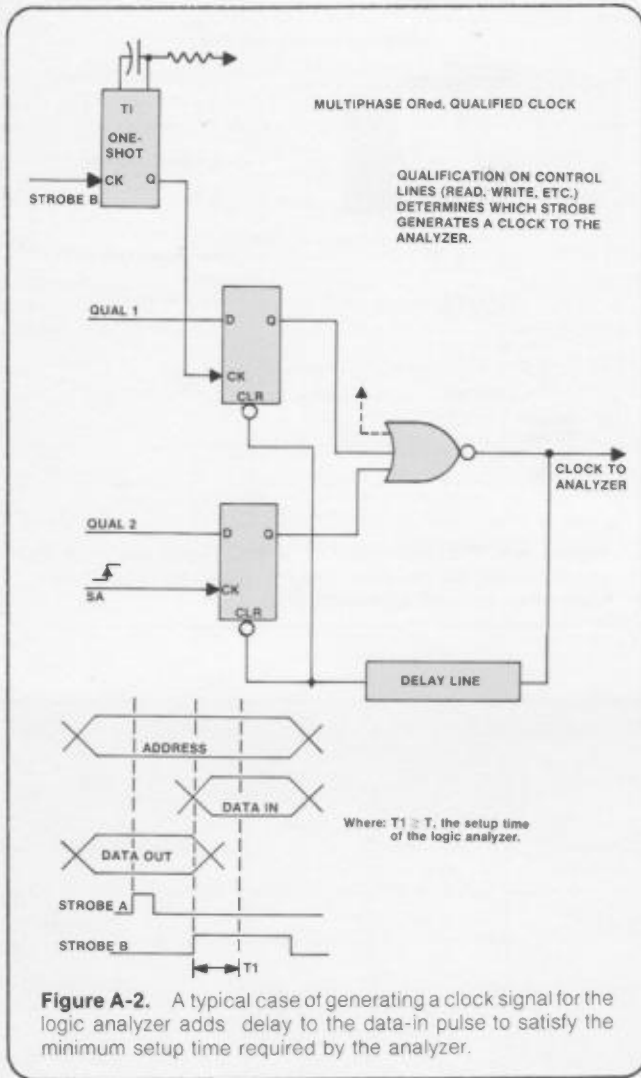 T1
ONE-
SHOT
CK Q
STROBE B
MULTIPHASE ORed, QUALIFIED CLOCK
QUALIFICATION ON CONTROL
LINES (READ, WRITE, ETC.)
DETERMINES WHICH STROBE
GENERATES A CLOCK TO THE
ANALYZER.
QUAL 1
D Q
CK
CLR
CLOCK TO
ANALYZER
QUAL 2
D Q
SA
CK
CLR
DELAY LINE
ADDRESS
DATA IN
Where: T1 ≥ T, the setup time
of the logic analyzer.
DATA OUT
STROBE A
STROBE B
T1
Figure A-2. A typical case of generating a clock signal for the
logic analyzer adds delay to the data-in pulse to satisfy the
minimum setup time required by the analyzer.